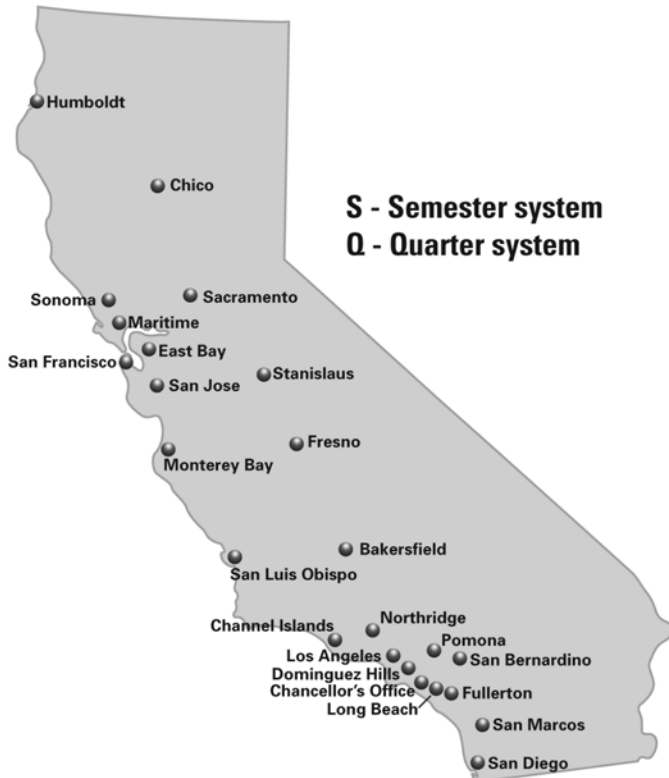 Humboldt
Chico
S - Semester system
Q - Quarter system
Sonoma
Sacramento
Maritime
East Bay
San Francisco
Stanislaus
San Jose
Fresno
Monterey Bay
Bakersfield
San Luis Obispo
Northridge
Channel Islands
Pomona
Los Angeles
San Bernardino
Dominguez Hills
Chancellor's Office
Fullerton
Long Beach
San Marcos
San Diego